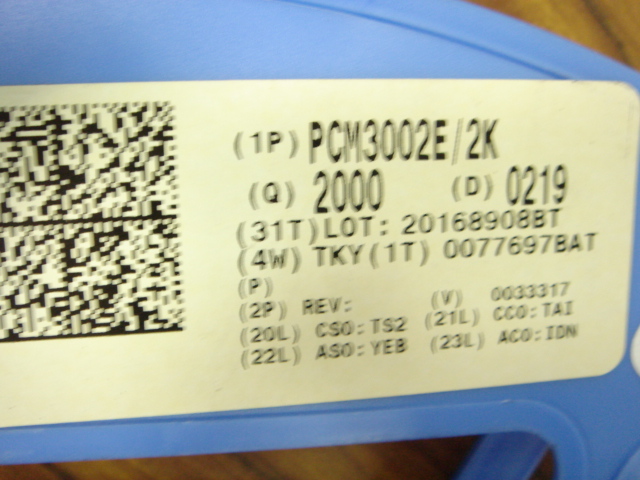 (1P) PCM3002E/2K
(Q) 2000 (D) 0219
(31T)LOT: 20168908BT
(4W) TKY(1T) 0077697BAT
(P)
(2P) REV: (V) 0033317
(20L) CSO:TS2 (21L) CCO:TAI
(22L) ASO:YEB (23L) ACO:IDN